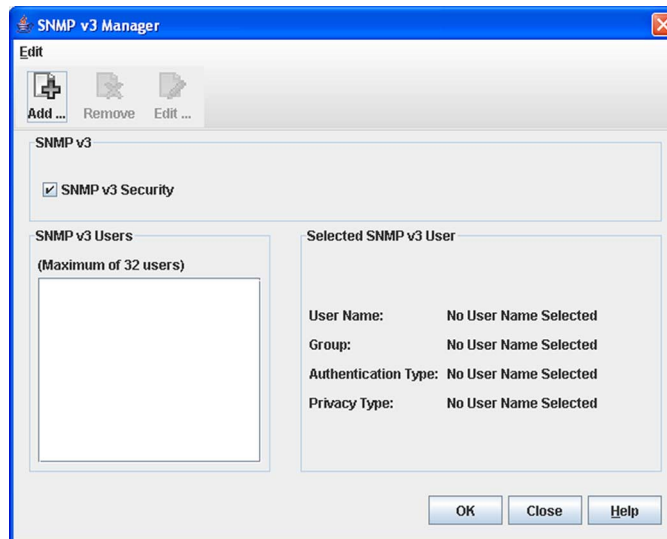 SNMP v3 Manager
Edit
Add ... Remove Edit ...
SNMP v3
SNMP v3 Security
SNMP v3 Users
(Maximum of 32 users)
Selected SNMP v3 User
User Name: No User Name Selected
Group: No User Name Selected
Authentication Type: No User Name Selected
Privacy Type: No User Name Selected
OK Close Help